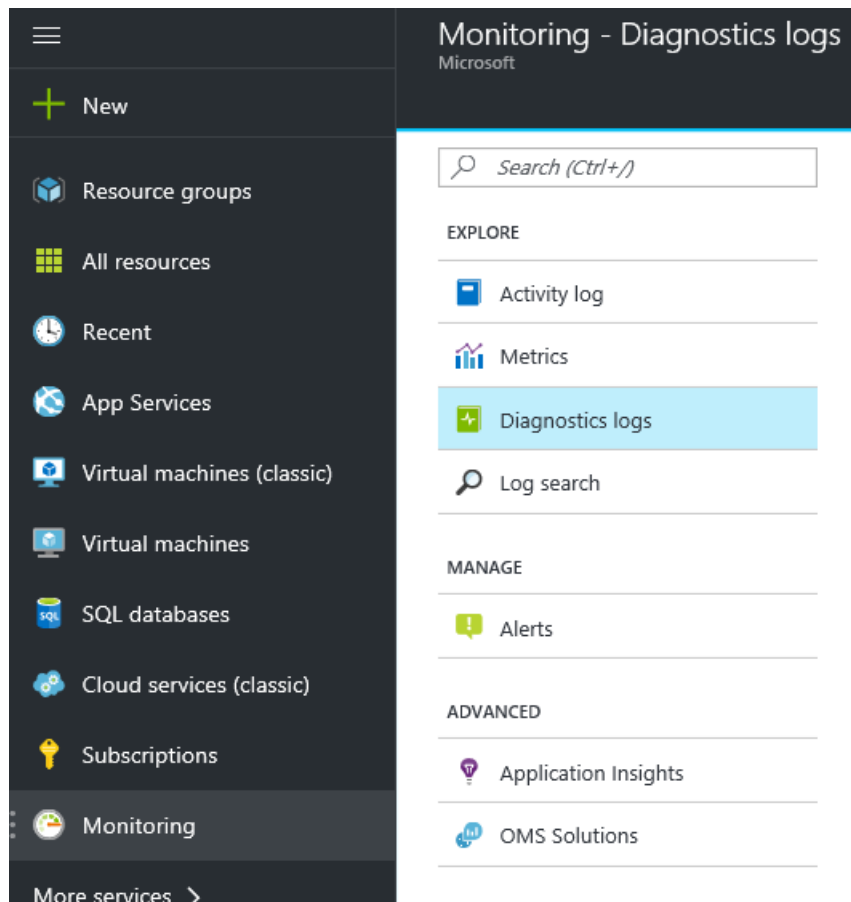 New
Resource groups
All resources
Recent
App Services
Virtual machines (classic)
Virtual machines
SQL
SQL databases
Cloud services (classic)
Subscriptions
Monitoring
More services
Monitoring - Diagnostics logs
Microsoft
Search (Ctrl+/)
EXPLORE
Activity log
Metrics
Diagnostics logs
Log search
MANAGE
Alerts
ADVANCED
Application Insights
OMS Solutions